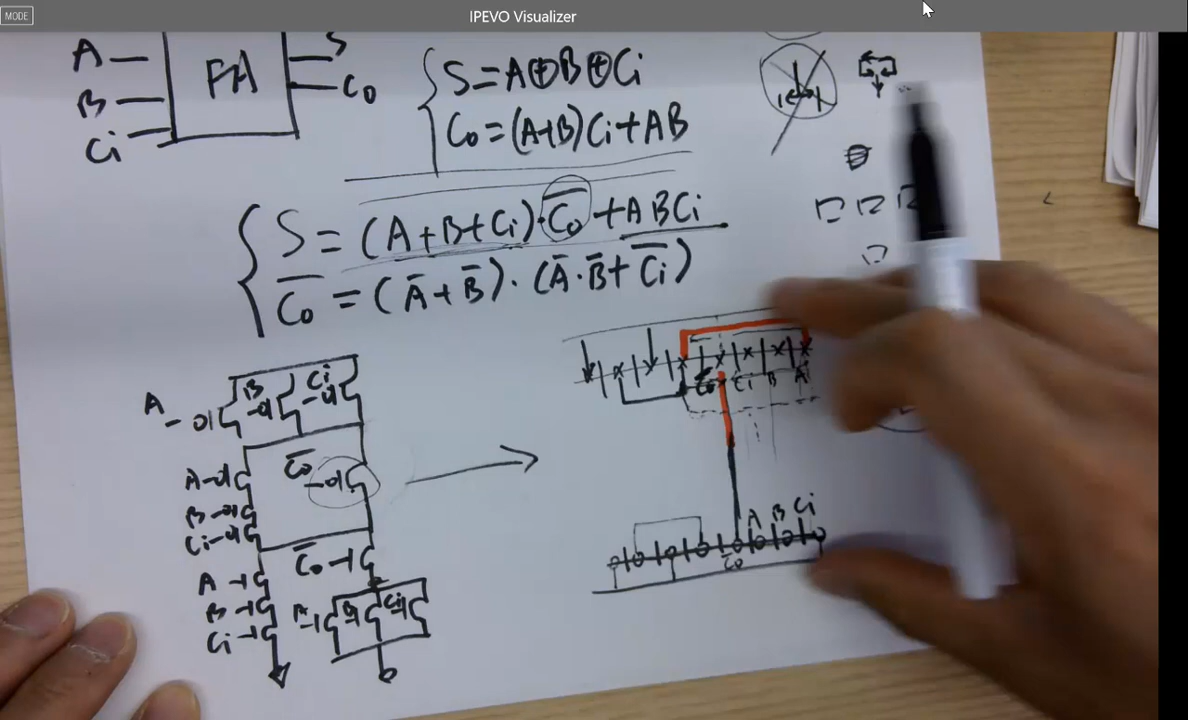 MODE
IPEVO Visualizer
A
B
Ci
FA
S
Co
S=A⊕B⊕Ci
Co=(A+B)Ci+AB
S=(A+B+Ci)·C̅o̅+ABCi
C̅o̅=(A̅+B̅)·(A̅·B̅+C̅i̅)
A B Ci
A C̅o̅
B
Ci
C̅o̅
A
B A B Ci
Ci
Co Ci B A
A B Ci
C̅o̅